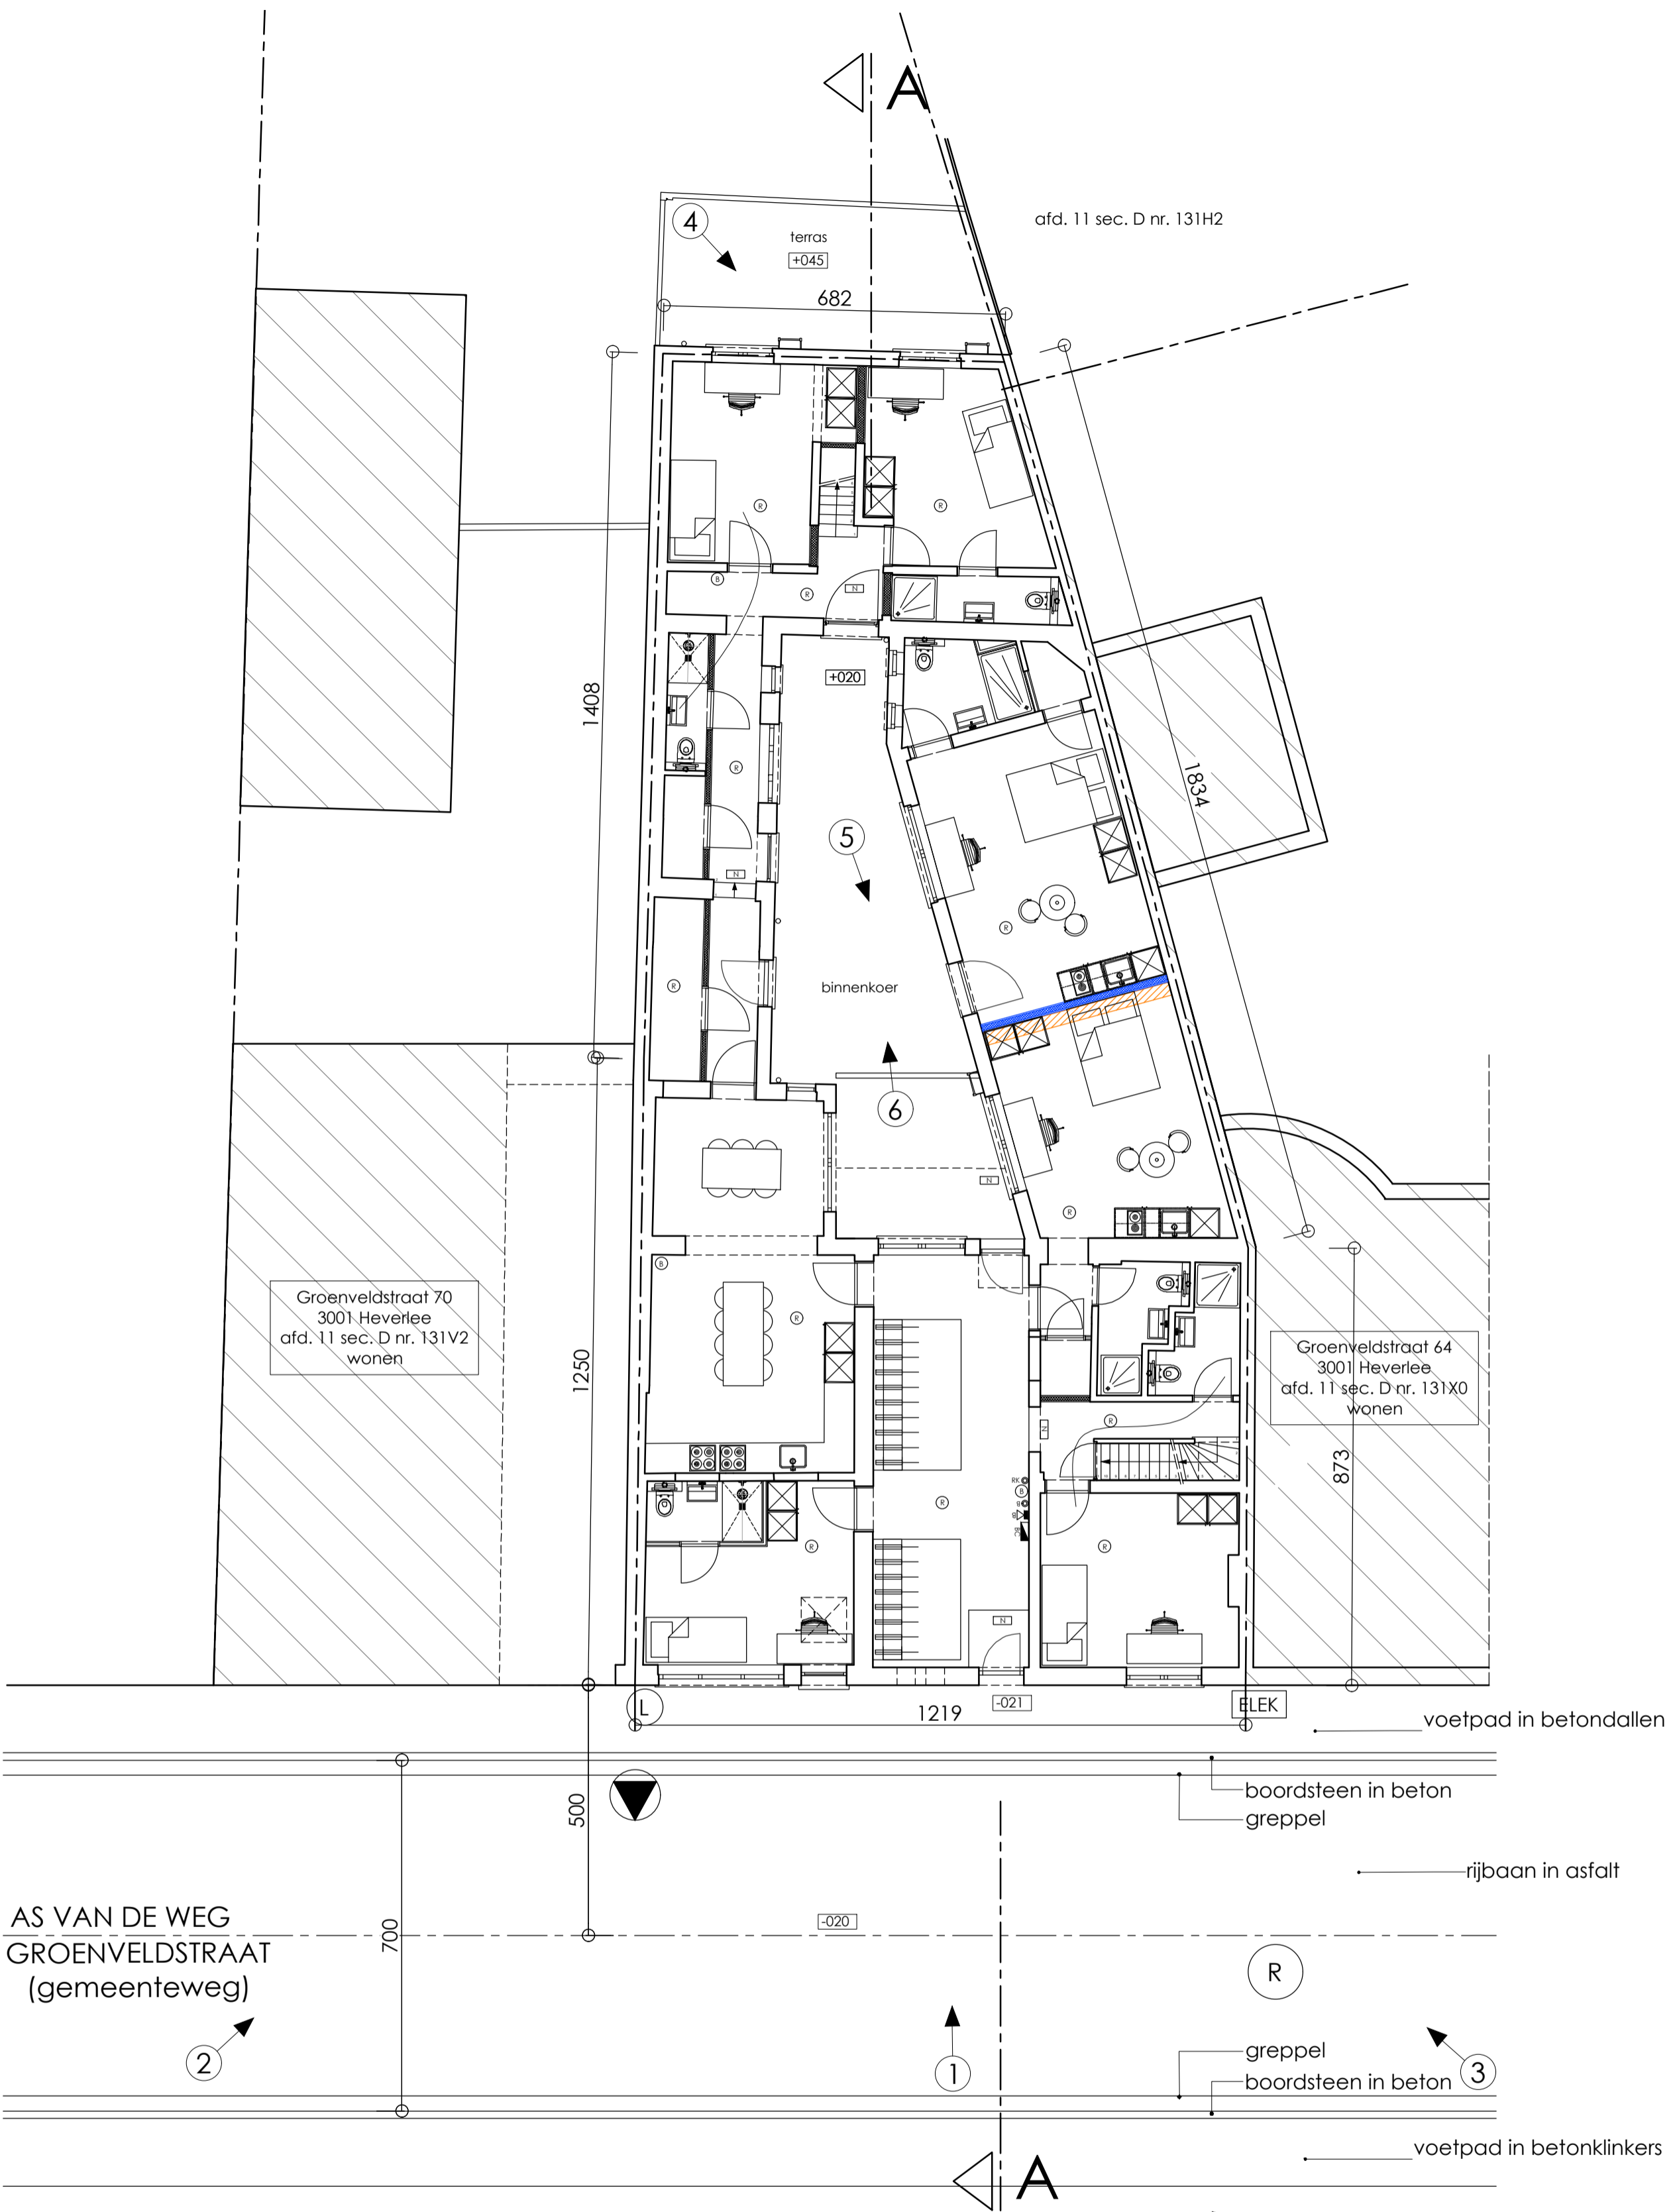 A
afd. 11 sec. D nr. 131H2
4
terras
+045
682
R
R
B
R
N
1408
+020
R
1834
5
N
R
R
binnenkoer
6
N
R
B
R
Groenveldstraat 70
3001 Heverlee
afd. 11 sec. D nr. 131V2
wonen
1250
Groenveldstraat 64
3001 Heverlee
afd. 11 sec. D nr. 131X0
wonen
R
N
873
RK
B
R
B
B
BC
R
R
N
L
-021
ELEK
1219
voetpad in betondallen
boordsteen in beton
greppel
500
rijbaan in asfalt
AS VAN DE WEG
GROENVELDSTRAAT
(gemeenteweg)
700
-020
R
2
1
3
greppel
boordsteen in beton
voetpad in betonklinkers
A